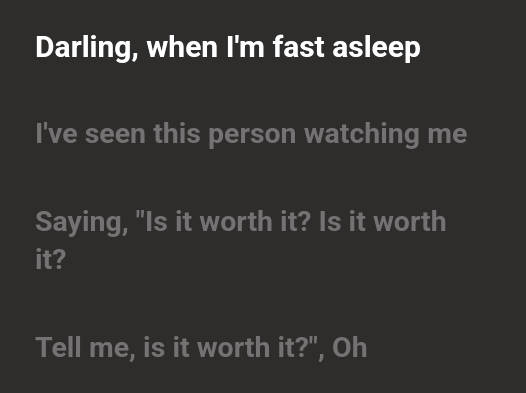 Darling, when I'm fast asleep
I've seen this person watching me
Saying, "Is it worth it? Is it worth
it?
Tell me, is it worth it?", Oh